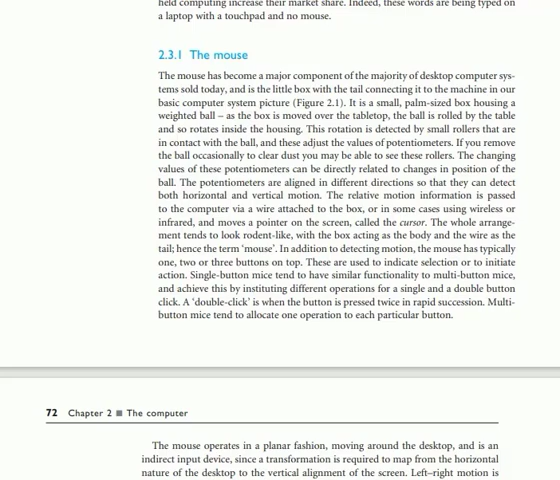 held computing increase their market share. Indeed, these words are being typed on
a laptop with a touchpad and no mouse.
2.3.1 The mouse
The mouse has become a major component of the majority of desktop computer sys-
tems sold today, and is the little box with the tail connecting it to the machine in our
basic computer system picture (Figure 2.1). It is a small, palm-sized box housing a
weighted ball – as the box is moved over the tabletop, the ball is rolled by the table
and so rotates inside the housing. This rotation is detected by small rollers that are
in contact with the ball, and these adjust the values of potentiometers. If you remove
the ball occasionally to clear dust you may be able to see these rollers. The changing
values of these potentiometers can be directly related to changes in position of the
ball. The potentiometers are aligned in different directions so that they can detect
both horizontal and vertical motion. The relative motion information is passed
to the computer via a wire attached to the box, or in some cases using wireless or
infrared, and moves a pointer on the screen, called the cursor. The whole arrange-
ment tends to look rodent-like, with the box acting as the body and the wire as the
tail; hence the term ‘mouse’. In addition to detecting motion, the mouse has typically
one, two or three buttons on top. These are used to indicate selection or to initiate
action. Single-button mice tend to have similar functionality to multi-button mice,
and achieve this by instituting different operations for a single and a double button
click. A ‘double-click’ is when the button is pressed twice in rapid succession. Multi-
button mice tend to allocate one operation to each particular button.
72 Chapter 2 ■ The computer
The mouse operates in a planar fashion, moving around the desktop, and is an
indirect input device, since a transformation is required to map from the horizontal
nature of the desktop to the vertical alignment of the screen. Left–right motion is